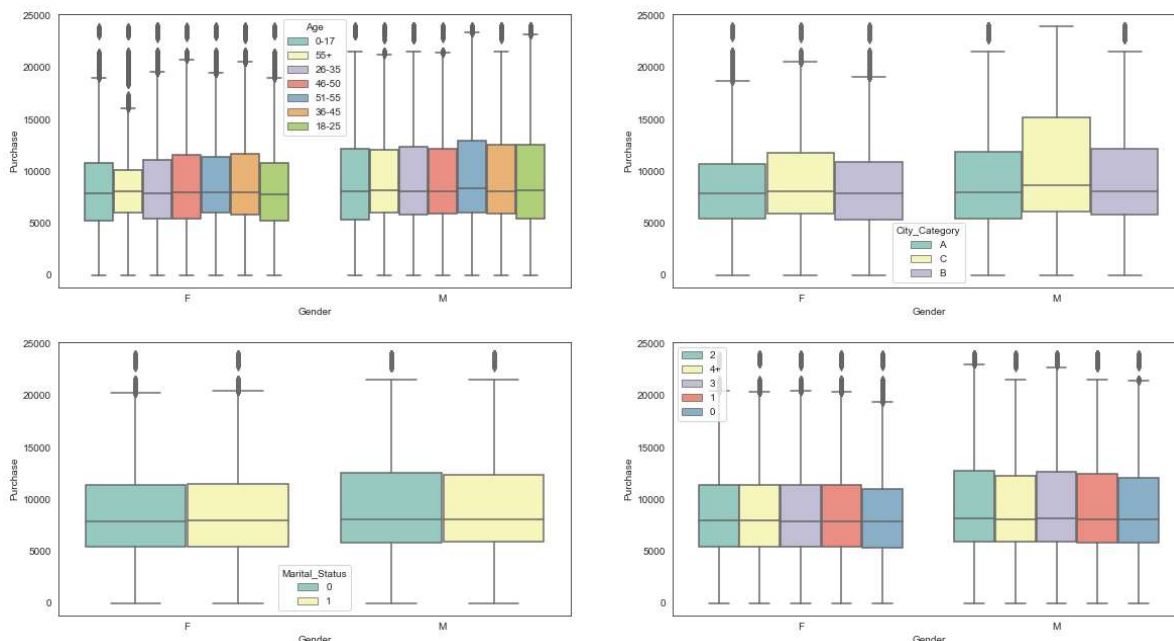 25000
20000
15000
10000
5000
0
Purchase
Age
0-17
55+
26-35
46-50
51-55
36-45
18-25
F
M
Gender
25000
20000
15000
10000
5000
0
Purchase
City_Category
A
C
B
F
M
Gender
25000
20000
15000
10000
5000
0
Purchase
Marital_Status
0
1
F
M
Gender
25000
20000
15000
10000
5000
0
Purchase
2
4+
3
1
0
F
M
Gender